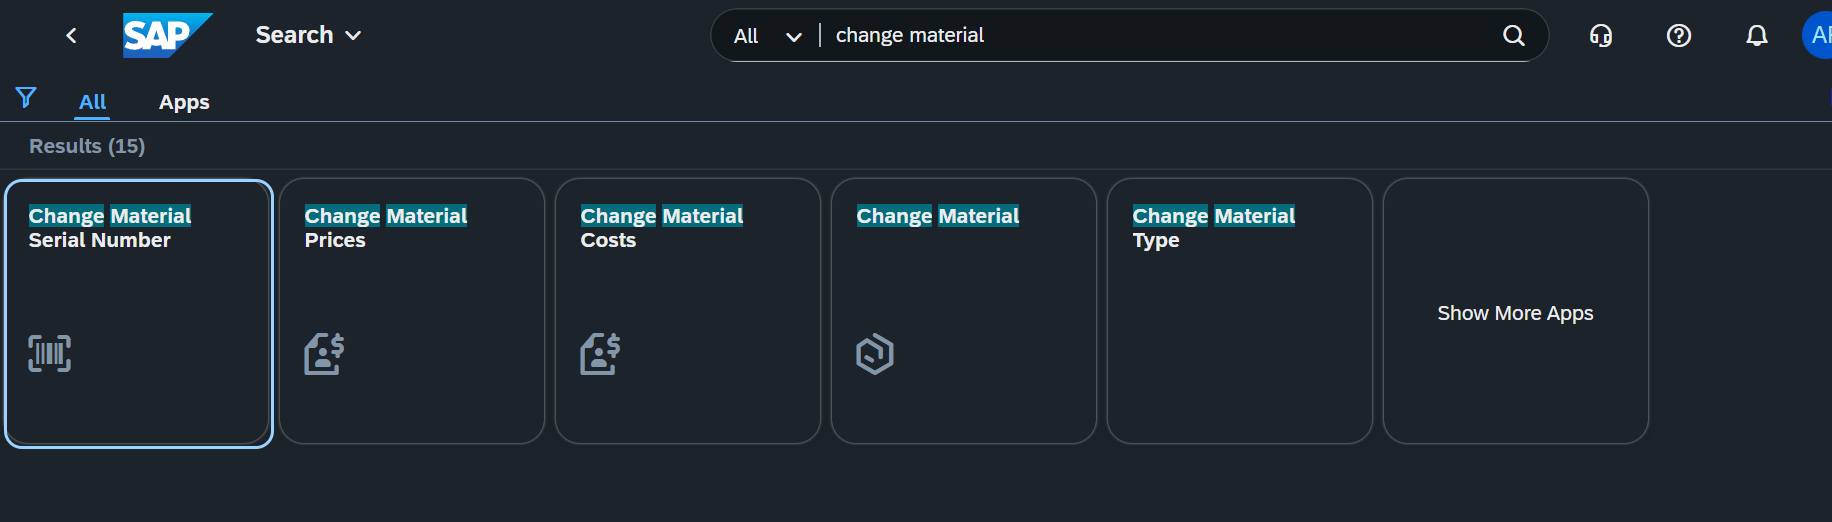 SAP
Search
All
change material
All
Apps
Results (15)
Change Material
Serial Number
Change Material
Prices
Change Material
Costs
Change Material
Change Material
Type
Show More Apps